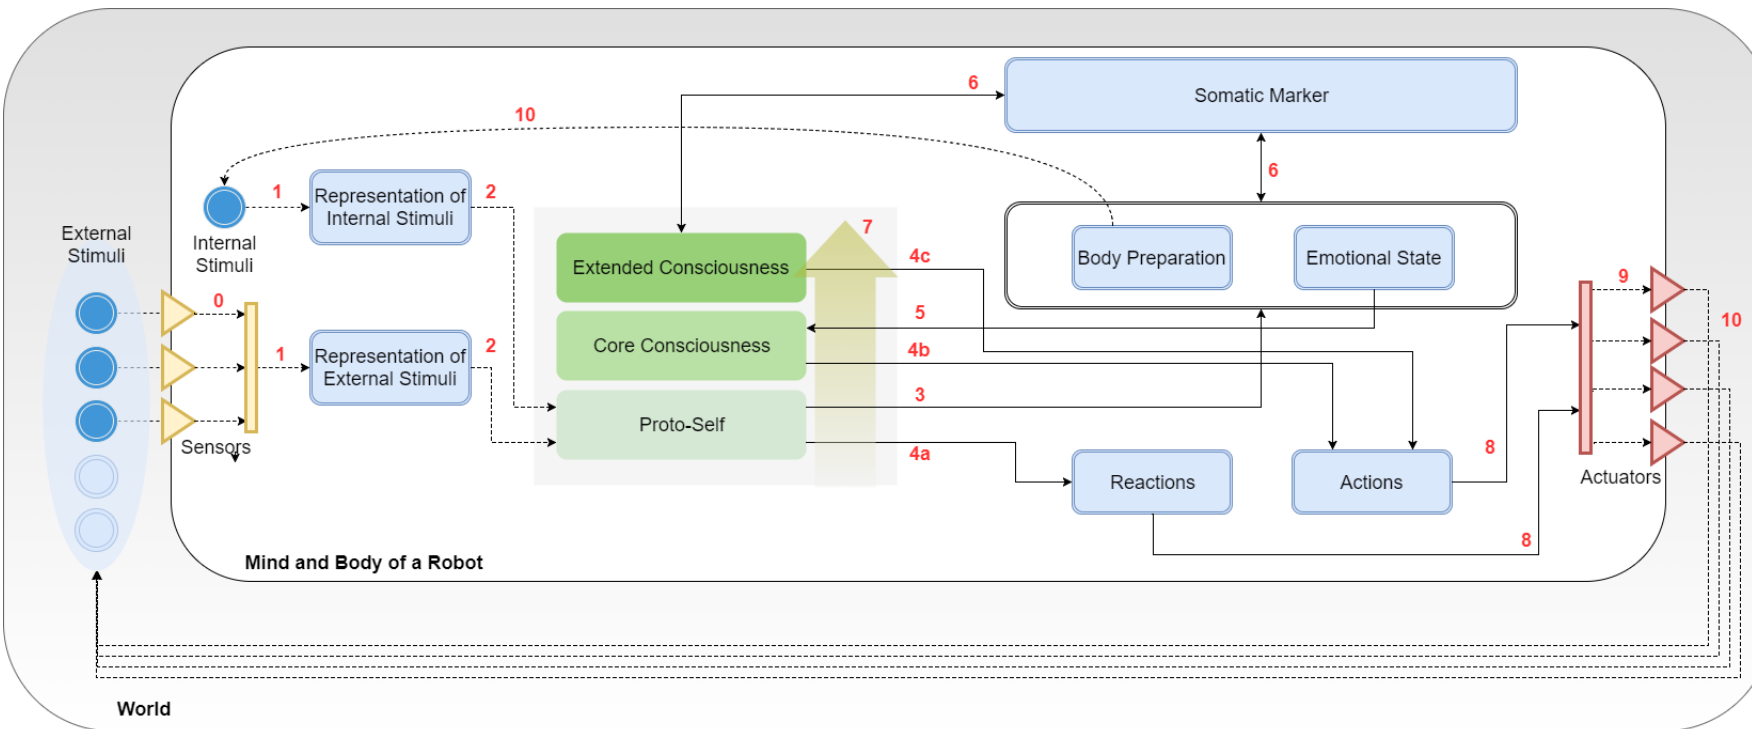 Somatic Marker
6
10
6
1
Representation of
Internal Stimuli
2
Internal
Stimuli
External
Stimuli
7
Extended Consciousness
4c
Body Preparation
Emotional State
0
9
5
10
Core Consciousness
4b
1
Representation of
External Stimuli
2
3
Proto-Self
4a
Sensors
8
Reactions
Actions
Actuators
8
Mind and Body of a Robot
World